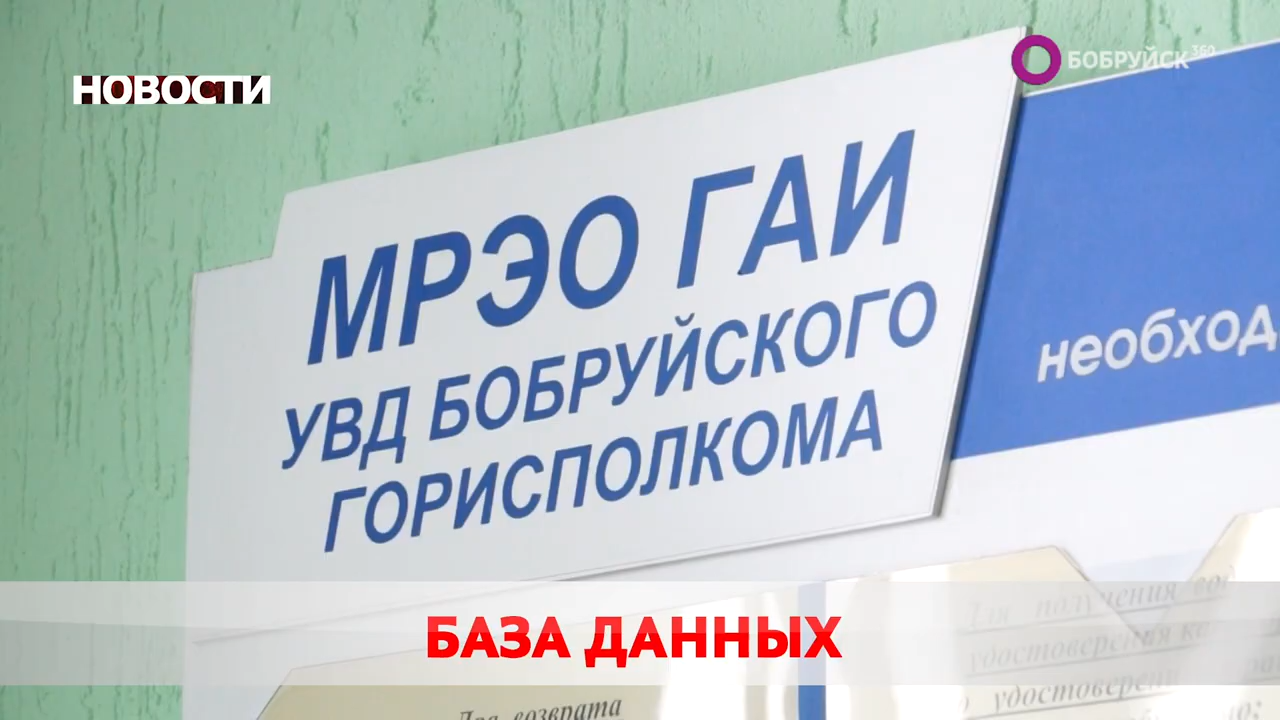 НОВОСТИ
БОБРУЙСК 360
МРЭО ГАИ
УВД БОБРУЙСКОГО
ГОРИСПОЛКОМА
необход
Для получения
удостоверения
удостоверени
Для возврата
БАЗА ДАННЫХ